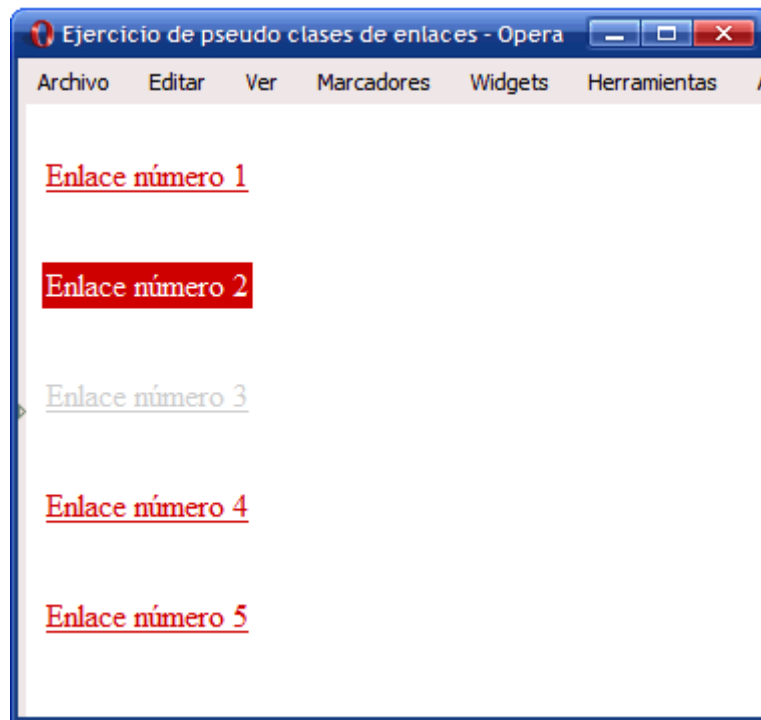 Ejercicio de pseudo clases de enlaces - Opera
Archivo Editar Ver Marcadores Widgets Herramientas
Enlace número 1
Enlace número 2
Enlace número 3
Enlace número 4
Enlace número 5